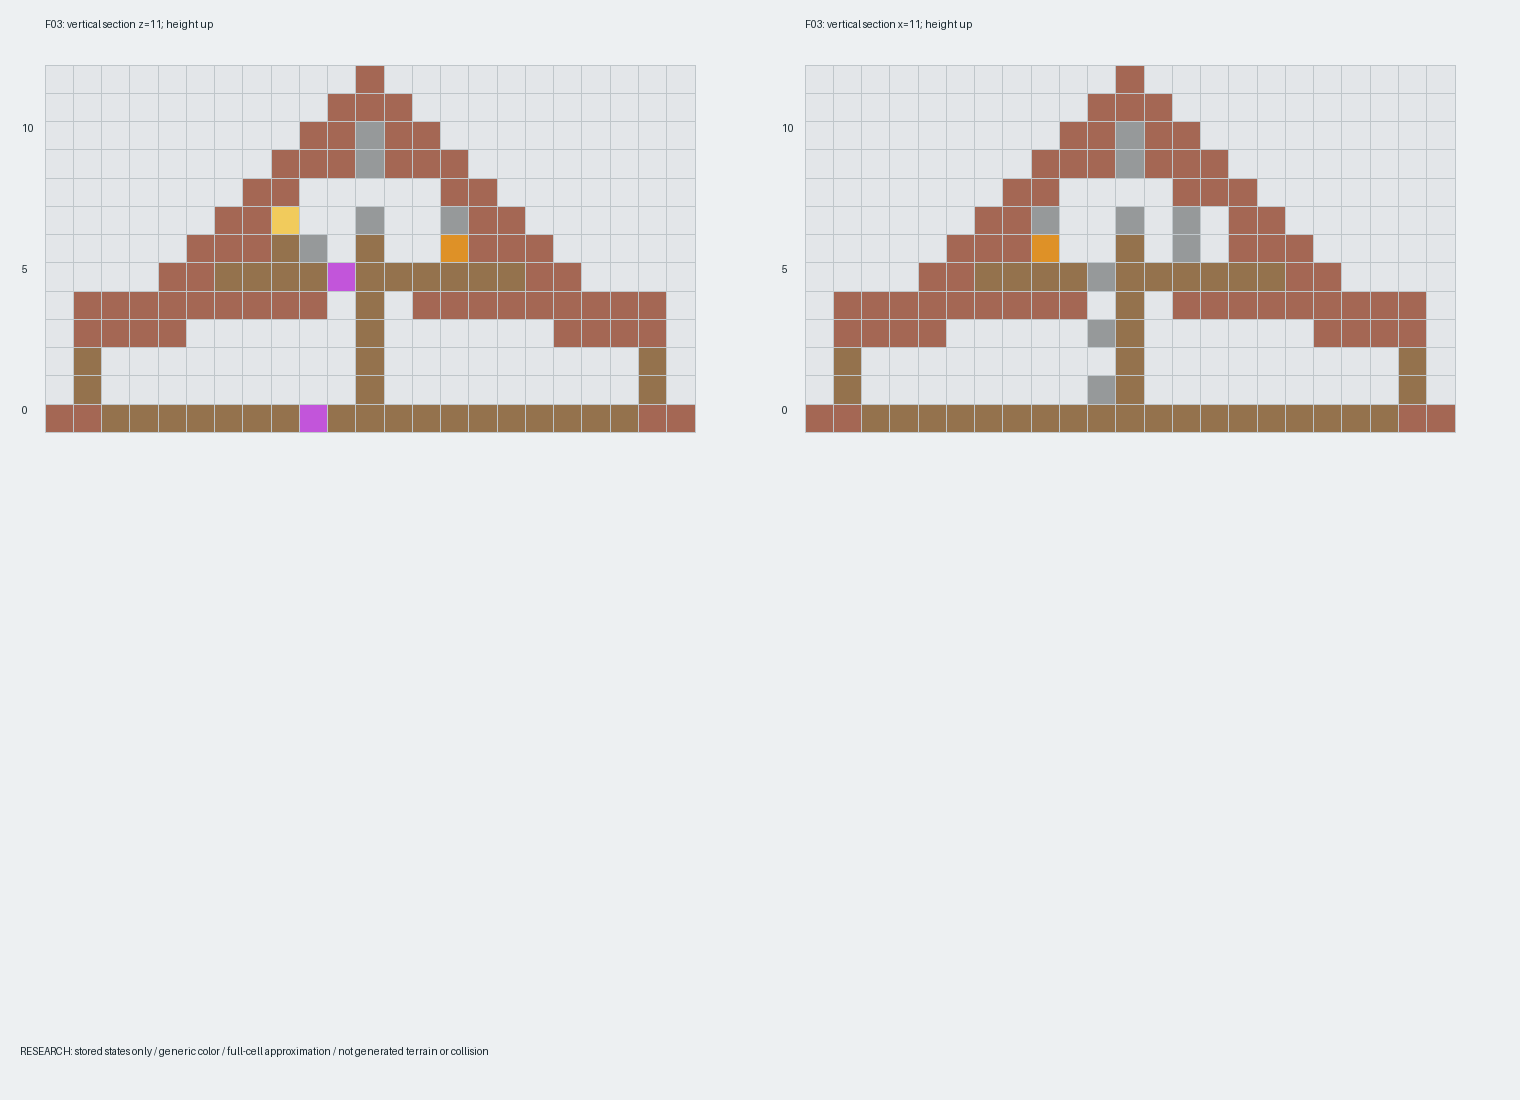 F03: vertical section z=11; height up
F03: vertical section x=11; height up
10
10
5
5
0
0
RESEARCH: stored states only / generic color / full-cell approximation / not generated terrain or collision